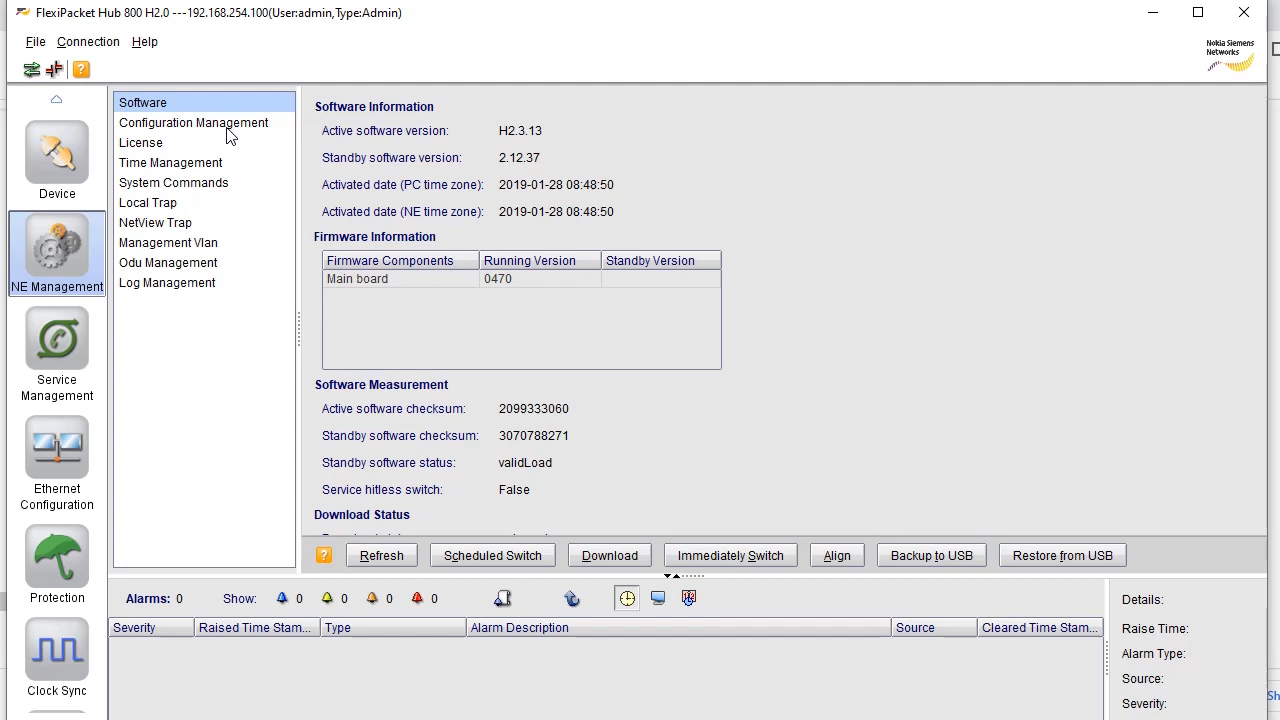 FlexiPacket Hub 800 H2.0 ---192.168.254.100(User:admin,Type:Admin)
File Connection Help
Nokia Siemens
Networks
Device
NE Management
Service
Management
Ethernet
Configuration
Protection
Clock Sync
Software
Configuration Management
License
Time Management
System Commands
Local Trap
NetView Trap
Management Vlan
Odu Management
Log Management
Software Information
Active software version: H2.3.13
Standby software version: 2.12.37
Activated date (PC time zone): 2019-01-28 08:48:50
Activated date (NE time zone): 2019-01-28 08:48:50
Firmware Information
Firmware Components Running Version Standby Version
Main board 0470
Software Measurement
Active software checksum: 2099333060
Standby software checksum: 3070788271
Standby software status: validLoad
Service hitless switch: False
Download Status
? Refresh Scheduled Switch Download Immediately Switch Align Backup to USB Restore from USB
Alarms: 0 Show: 0 0 0 0
Severity Raised Time Stam... Type Alarm Description Source Cleared Time Stam...
Details:
Raise Time:
Alarm Type:
Source:
Severity:
Sh